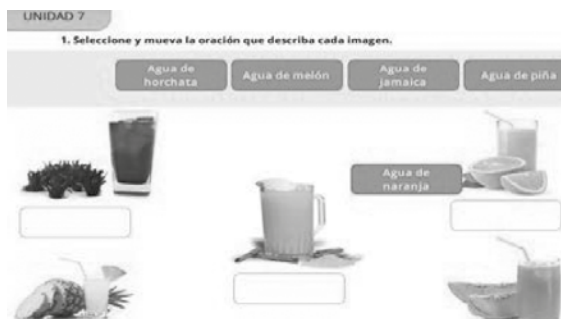 UNIDAD 7
1. Seleccione y mueva la oración que describa cada imagen.
Agua de
horchata
Agua de melón
Agua de
jamaica
Agua de piña
Agua de
naranja